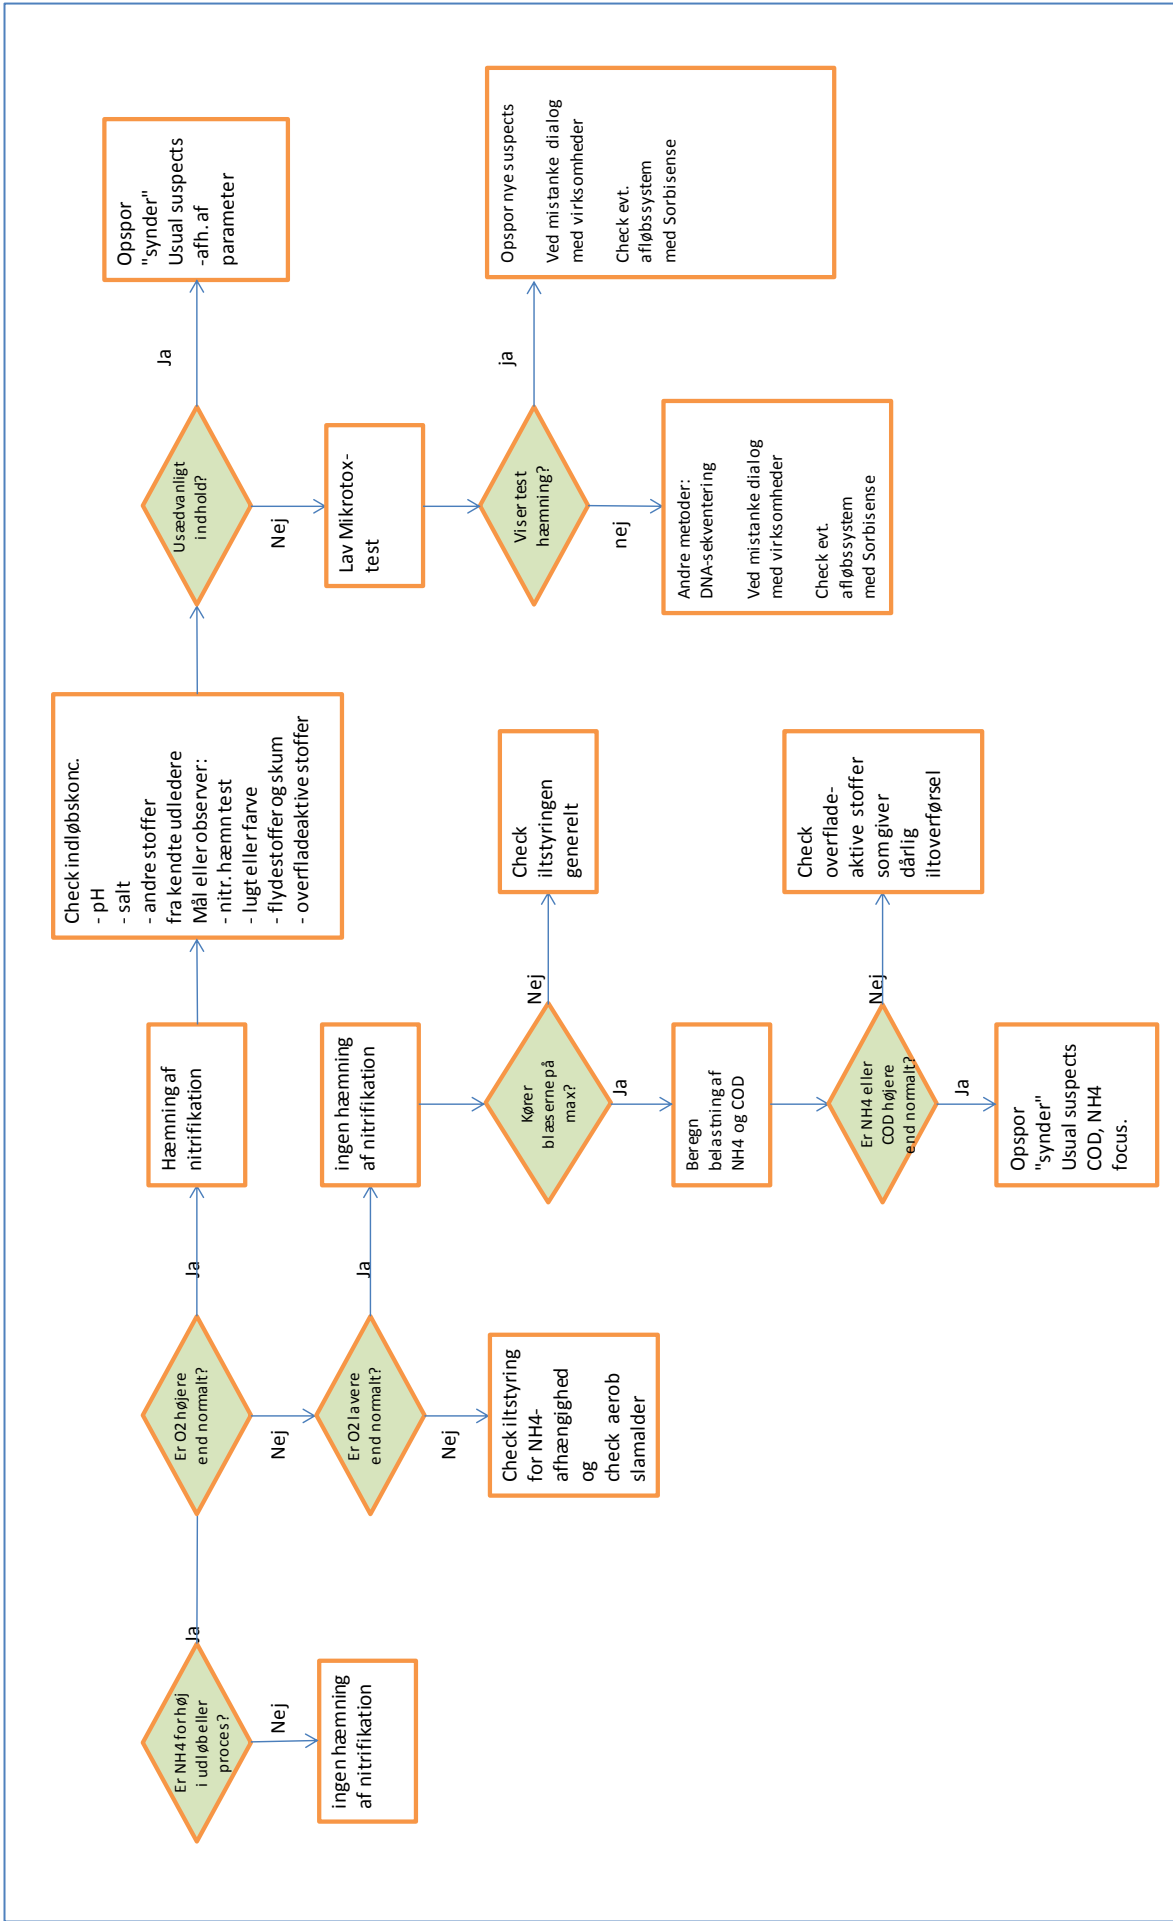 Er NH4 for høj
i udløb eller
proces?
Ja
Nej
ingen hæmning
af nitrifikation
Er O2 højere
end normalt?
Ja
Nej
Er O2 lavere
end normalt?
Ja
Nej
Check iltstyring
for NH4-
afhængighed
og
check aerob
slamalder
Hæmning af
nitrifikation
ingen hæmning
af nitrifikation
Kører
blæserne på
max?
Nej
Ja
Check
iltstyringen
generelt
Beregn
belastning af
NH4 og COD
Er NH4 eller
COD højere
end normalt?
Nej
Ja
Check
overflade-
aktive stoffer
som giver
dårlig
iltoverførsel
Opspor
"synder"
Usual suspects
COD, NH4
focus.
Check indløbskonc.
- pH
- salt
- andre stoffer
fra kendte udledere
Mål eller observer:
- nitr. hæmn test
- lugt eller farve
- flydestoffer og skum
- overfladeaktive stoffer
Usædvanligt
indhold?
Ja
Nej
Opspor
"synder"
Usual suspects
-afh. af
parameter
Lav Mikrotox-
test
Viser test
hæmning?
ja
nej
Opspor nye suspects
Ved mistanke dialog
med virksomheder
Check evt.
afløbssystem
med Sorbisense
Andre metoder:
DNA-sekventering
Ved mistanke dialog
med virksomheder
Check evt.
afløbssystem
med Sorbisense